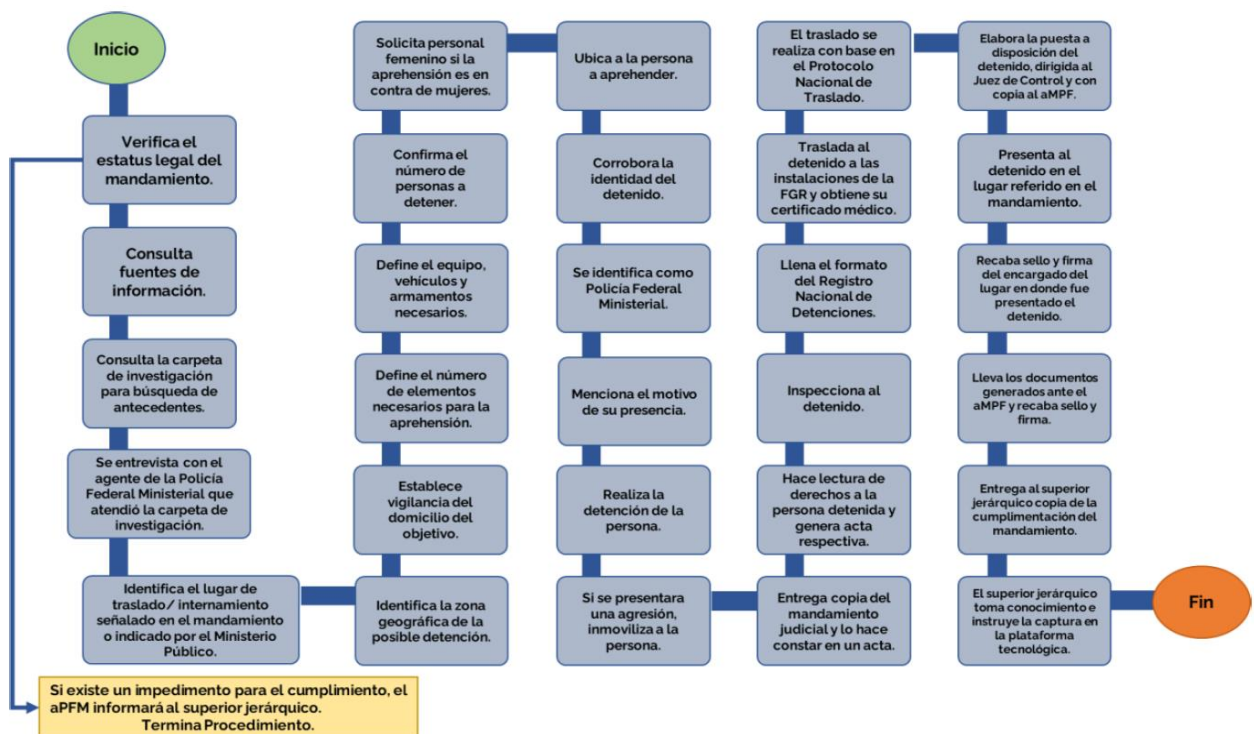 Inicio
Verifica el
estatus legal del
mandamiento.
Consulta
fuentes de
información.
Consulta la carpeta
de investigación
para búsqueda de
antecedentes.
Se entrevista con el
agente de la Policía
Federal Ministerial que
atendió la carpeta de
investigación.
Identifica el lugar de
traslado/ internamiento
señalado en el mandamiento
o indicado por el Ministerio
Público.
Identifica la zona
geográfica de la
posible detención.
Establece
vigilancia del
domicilio del
objetivo.
Define el número
de elementos
necesarios para la
aprehensión.
Define el equipo,
vehículos y
armamentos
necesarios.
Confirma el
número de
personas a
detener.
Solicita personal
femenino si la
aprehensión es en
contra de mujeres.
Ubica a la persona
a aprehender.
Corrobora la
identidad del
detenido.
Se identifica como
Policía Federal
Ministerial.
Menciona el motivo
de su presencia.
Realiza la
detención de la
persona.
Si se presentara
una agresión,
inmoviliza a la
persona.
Entrega copia del
mandamiento
judicial y lo hace
constar en un acta.
Hace lectura de
derechos a la
persona detenida y
genera acta
respectiva.
Inspecciona al
detenido.
Llena el formato
del Registro
Nacional de
Detenciones.
Traslada al
detenido a las
instalaciones de la
FGR y obtiene su
certificado médico.
El traslado se
realiza con base en
el Protocolo
Nacional de
Traslado.
Elabora la puesta a
disposición del
detenido, dirigida al
Juez de Control y con
copia al aMPF.
Presenta al
detenido en el
lugar referido en el
mandamiento.
Recaba sello y firma
del encargado del
lugar en donde fue
presentado el
detenido.
Lleva los documentos
generados ante el
aMPF y recaba sello y
firma.
Entrega al superior
jerárquico copia de la
cumplimentación del
mandamiento.
El superior jerárquico
toma conocimiento e
instruye la captura en
la plataforma
tecnológica.
Fin
Si existe un impedimento para el cumplimiento, el
aPFM informará al superior jerárquico.
Termina Procedimiento.